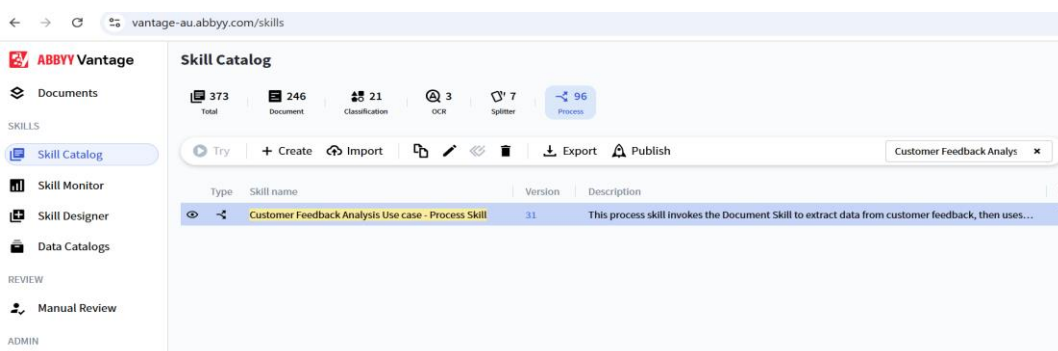 vantage-au.abbyy.com/skills
ABBYY Vantage
Documents
SKILLS
Skill Catalog
Skill Monitor
Skill Designer
Data Catalogs
REVIEW
Manual Review
ADMIN
Skill Catalog
373 246 21 3 7 96
Total Document Classification OCR Splitter Process
Try + Create Import Export Publish Customer Feedback Analys ×
Type Skill name Version Description
Customer Feedback Analysis Use case - Process Skill 31 This process skill invokes the Document Skill to extract data from customer feedback, then uses...